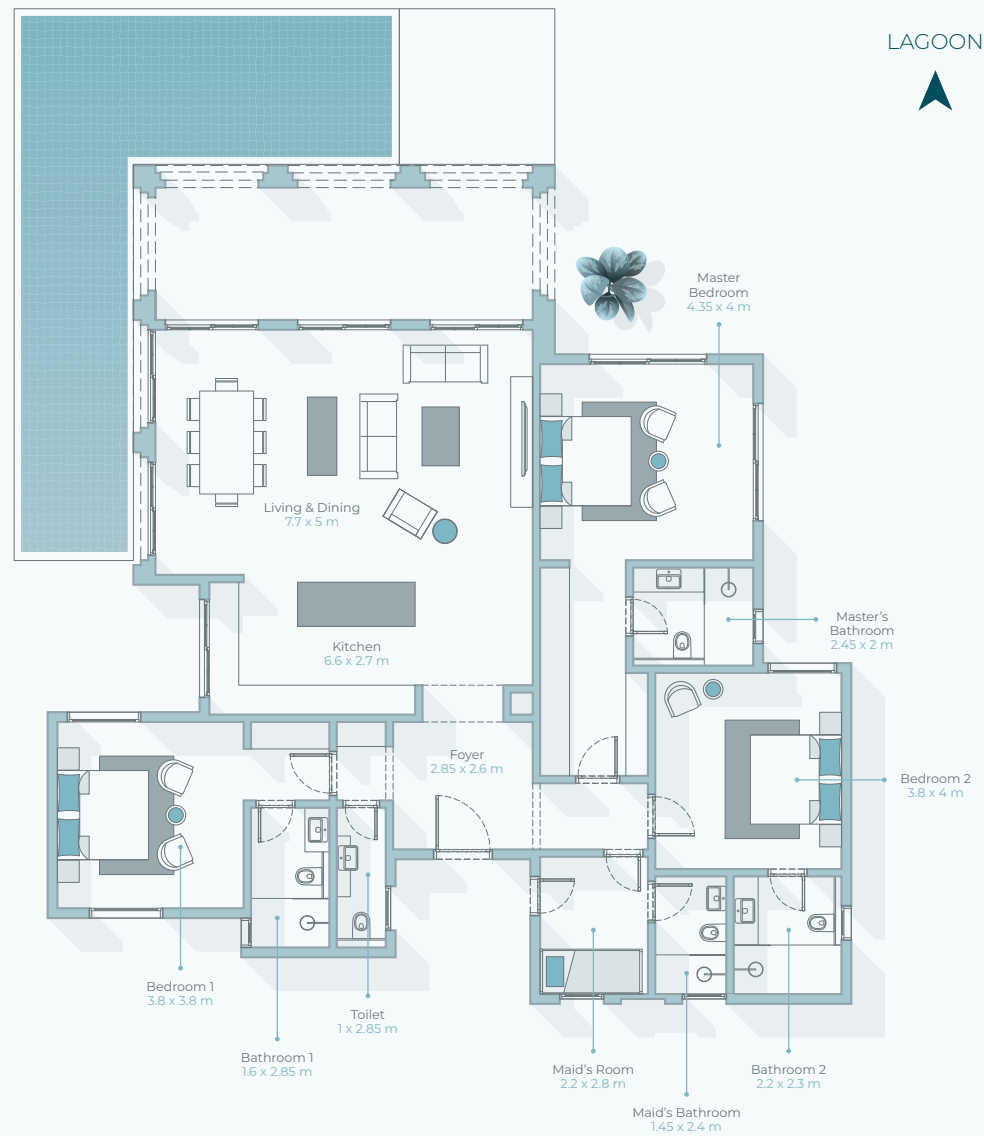 LAGOON
Master
Bedroom
4.35 x 4 m
Living & Dining
7.7 x 5 m
Master's
Bathroom
2.45 x 2 m
Kitchen
6.6 x 2.7 m
Foyer
2.85 x 2.6 m
Bedroom 2
3.8 x 4 m
Bedroom 1
3.8 x 3.8 m
Toilet
1 x 2.85 m
Bathroom 1
1.6 x 2.85 m
Maid's Room
2.2 x 2.8 m
Bathroom 2
2.2 x 2.3 m
Maid's Bathroom
1.45 x 2.4 m